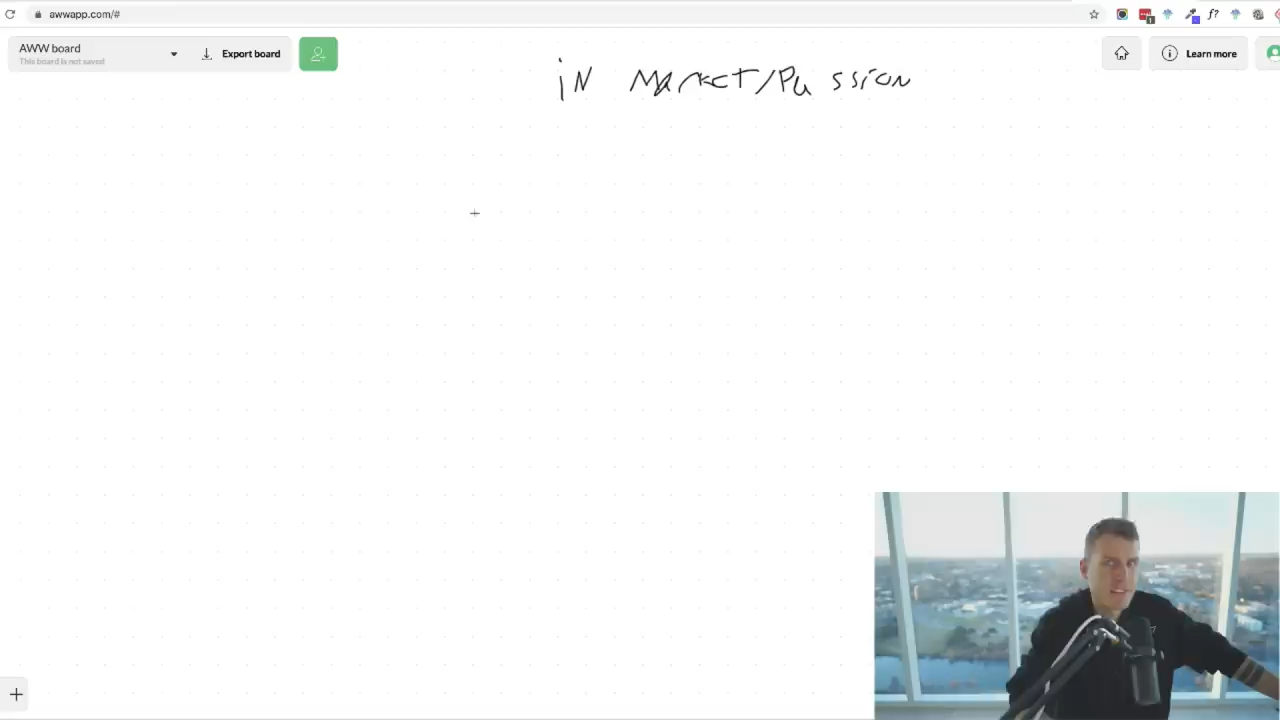 awwapp.com/#
AWW board
This board is not saved
Export board
Learn more
iN MArkeT/PassioN